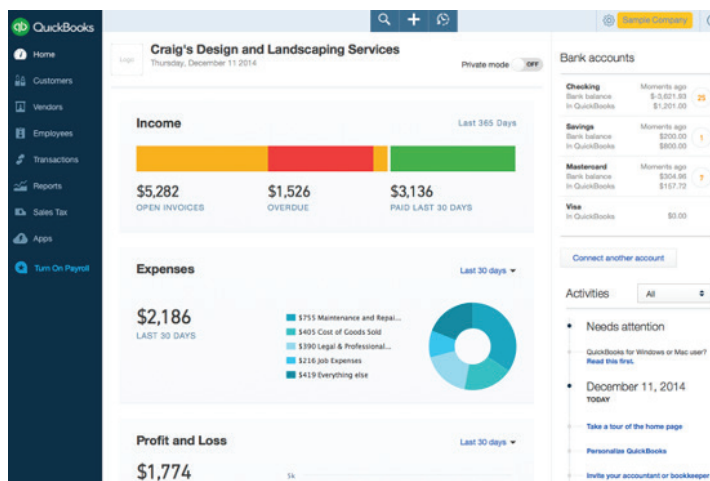 qb QuickBooks
Home
Customers
Vendors
Employees
Transactions
Reports
Sales Tax
Apps
Turn On Payroll
Sample Company
Logo
Craig's Design and Landscaping Services
Thursday, December 11 2014
Private mode OFF
Income
Last 365 Days
$5,282
OPEN INVOICES
$1,526
OVERDUE
$3,136
PAID LAST 30 DAYS
Expenses
Last 30 days
$2,186
LAST 30 DAYS
$755 Maintenance and Repai...
$405 Cost of Goods Sold
$390 Legal & Professional...
$216 Job Expenses
$419 Everything else
Profit and Loss
Last 30 days
$1,774
5k
Bank accounts
Checking Moments ago
Bank balance $-3,621.93
In QuickBooks $1,201.00
25
Savings Moments ago
Bank balance $200.00
In QuickBooks $800.00
1
Mastercard Moments ago
Bank balance $304.96
In QuickBooks $157.72
Visa
In QuickBooks $0.00
Connect another account
Activities All
Needs attention
QuickBooks for Windows or Mac user?
Read this first.
December 11, 2014
TODAY
Take a tour of the home page
Personalize QuickBooks
Invite your accountant or bookkeeper